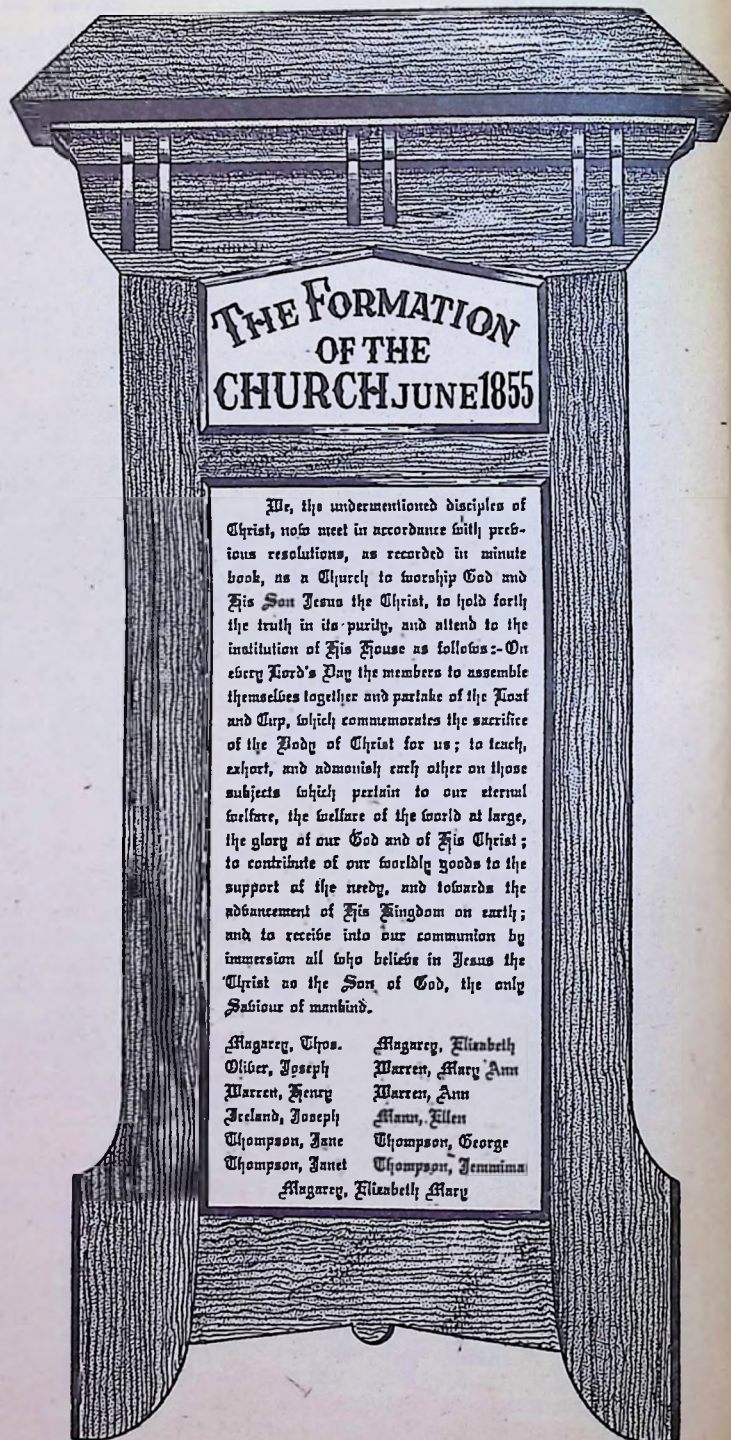 THE FORMATION
OF THE
CHURCH JUNE 1855
We, the undermentioned disciples of
Christ, now meet in accordance with prev-
ious resolutions, as recorded in minute
book, as a Church to worship God and
His Son Jesus the Christ, to hold forth
the truth in its purity, and attend to the
institution of His House as follows:-On
every Lord's Day the members to assemble
themselves together and partake of the Loaf
and Cup, which commemorates the sacrifice
of the Body of Christ for us; to teach,
exhort, and admonish each other on those
subjects which pertain to our eternal
welfare, the welfare of the world at large,
the glory of our God and of His Christ;
to contribute of our worldly goods to the
support of the needy, and towards the
advancement of His Kingdom on earth;
and to receive into our communion by
immersion all who believe in Jesus the
Christ as the Son of God, the only
Saviour of mankind.
Magarey, Thos. Magarey, Elizabeth
Oliver, Joseph Warren, Mary Ann
Warren, Henry Warren, Ann
Ireland, Joseph Mann, Ellen
Thompson, Jane Thompson, George
Thompson, Janet Thompson, Jemmima
Magarey, Elizabeth Mary